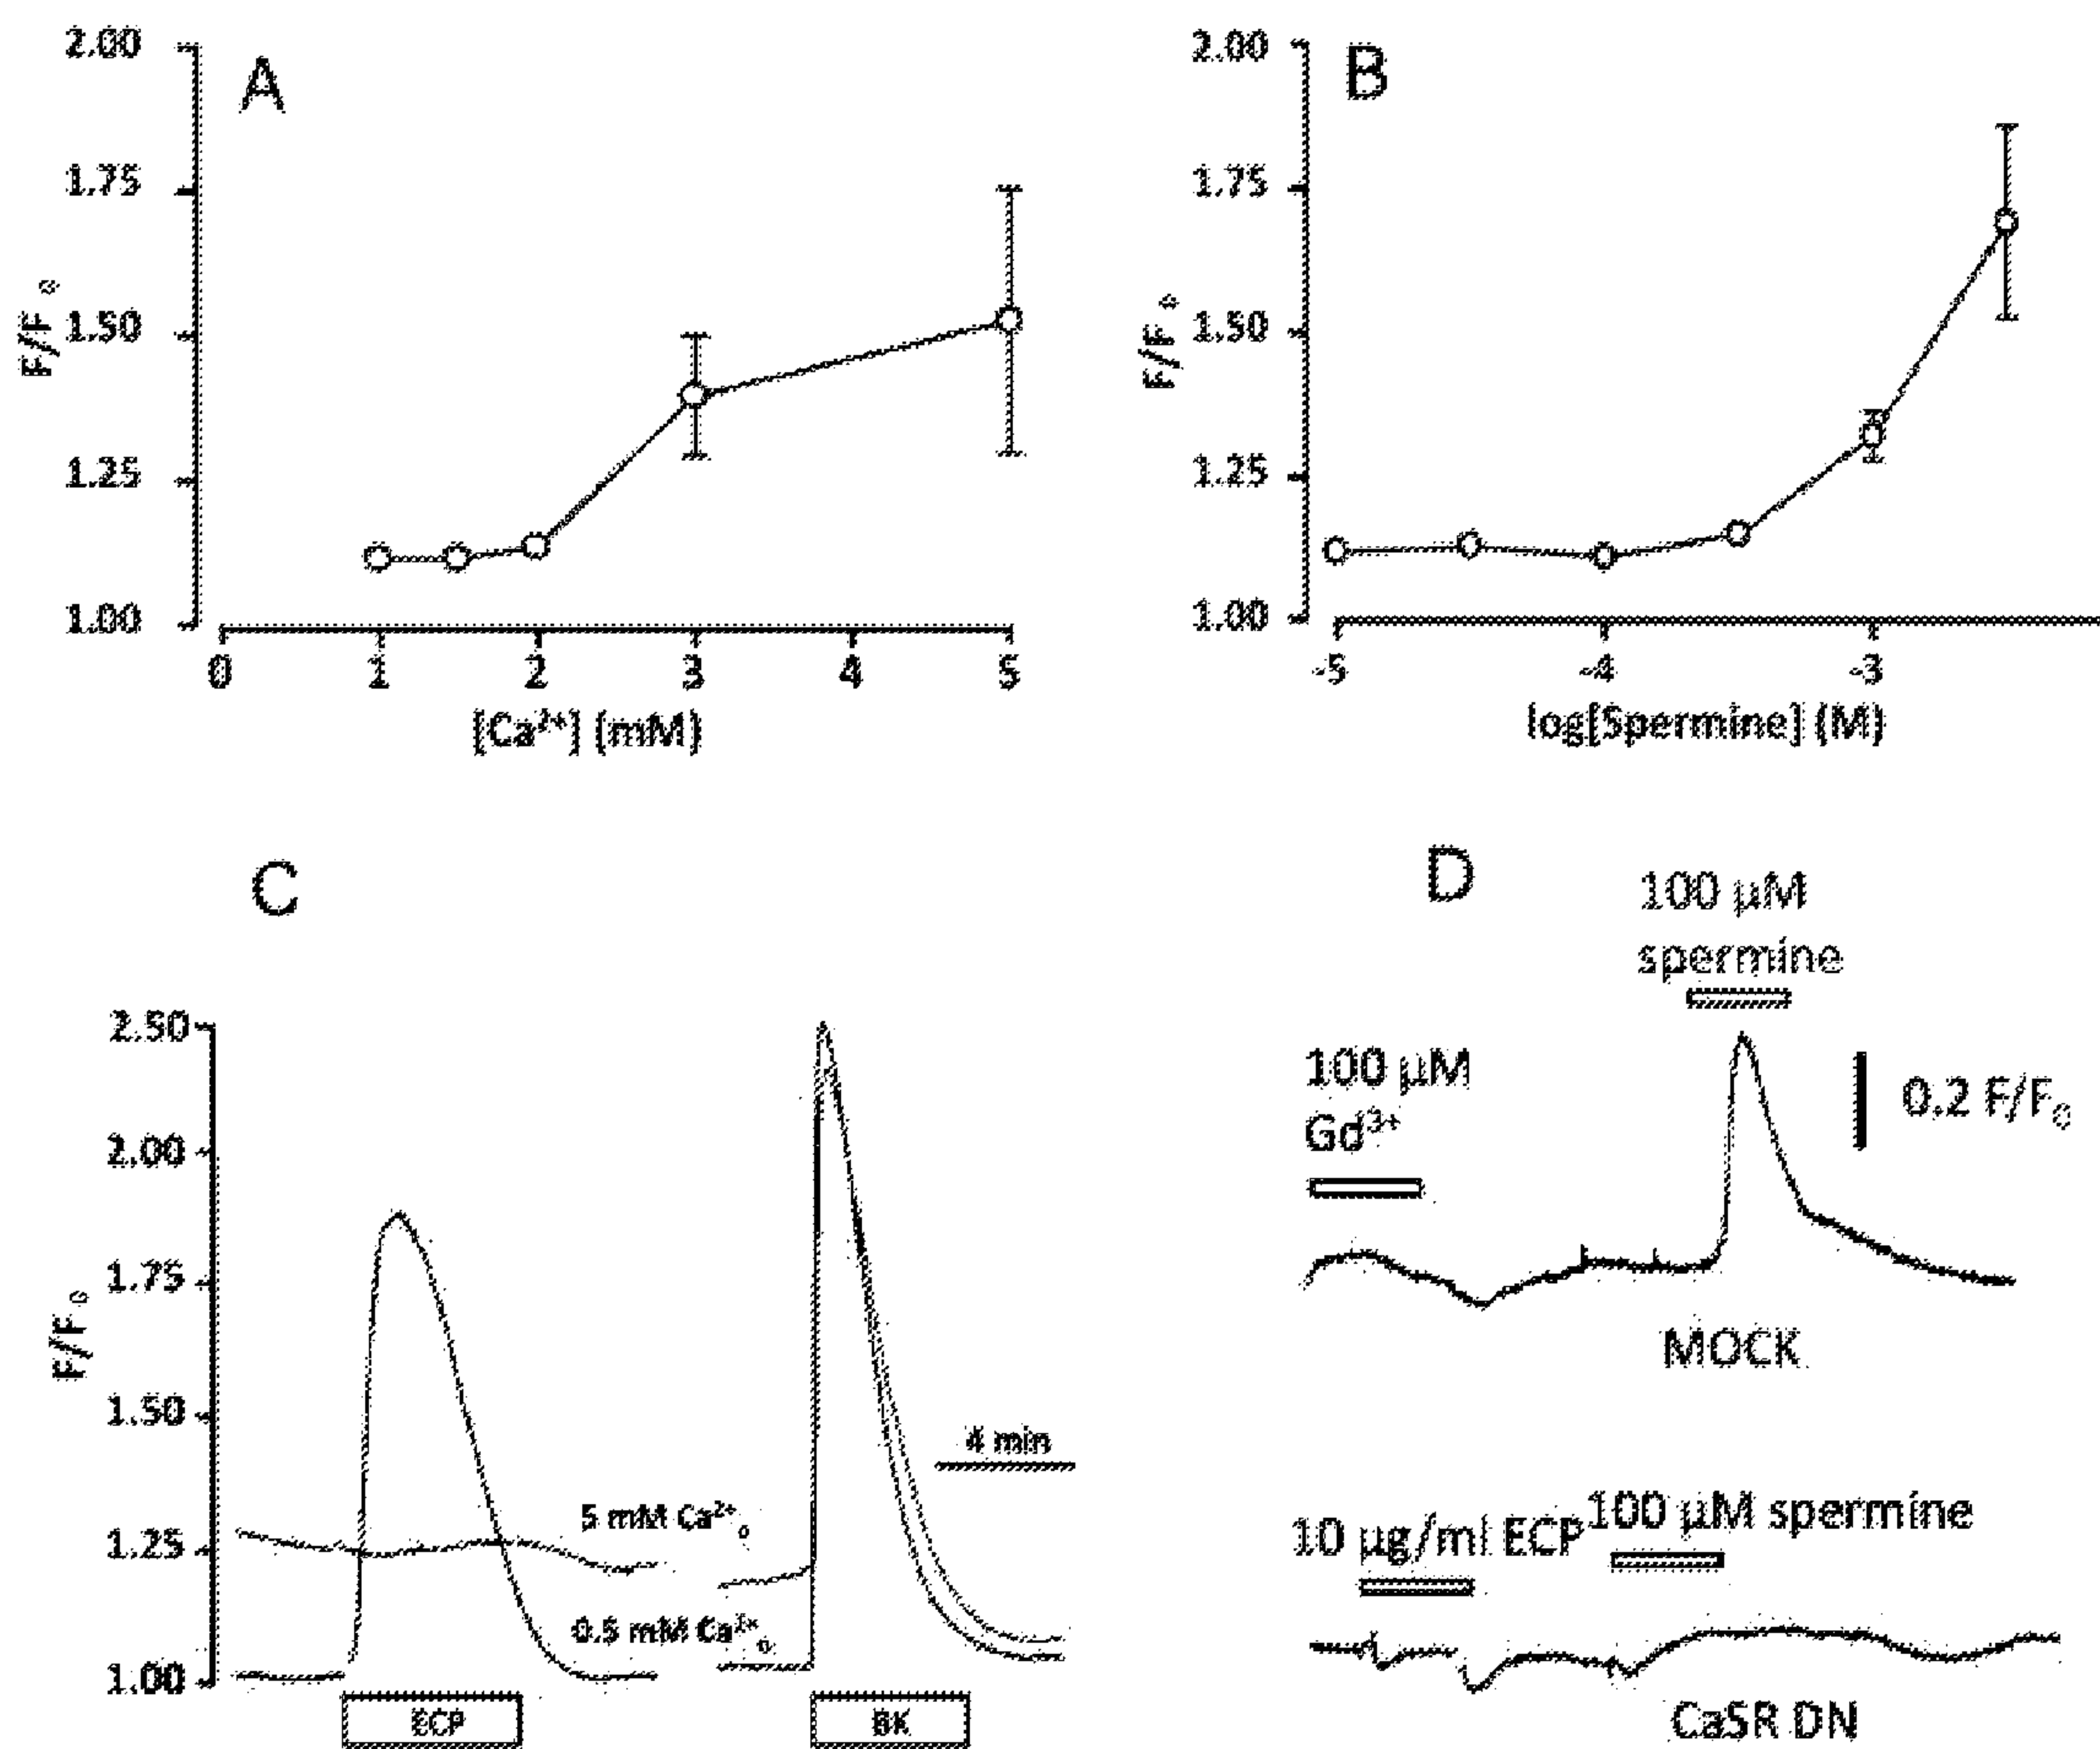 A
2.00
1.75
1.50
1.25
1.00
F/F 0
0 1 2 3 4 5
[Ca2+] (mM)
B
2.00
1.75
1.50
1.25
1.00
F/F 0
-5 -4 -3
log[Spermine] (M)
C
2.50
2.00
1.75
1.50
1.25
1.00
F/F 0
4 min
5 mM Ca2+ o
0.5 mM Ca2+ o
ECP
BK
D
100 µM
spermine
100 µM
Gd3+
0.2 F/F0
MOCK
10 µg/ml ECP
100 µM spermine
CaSR DN